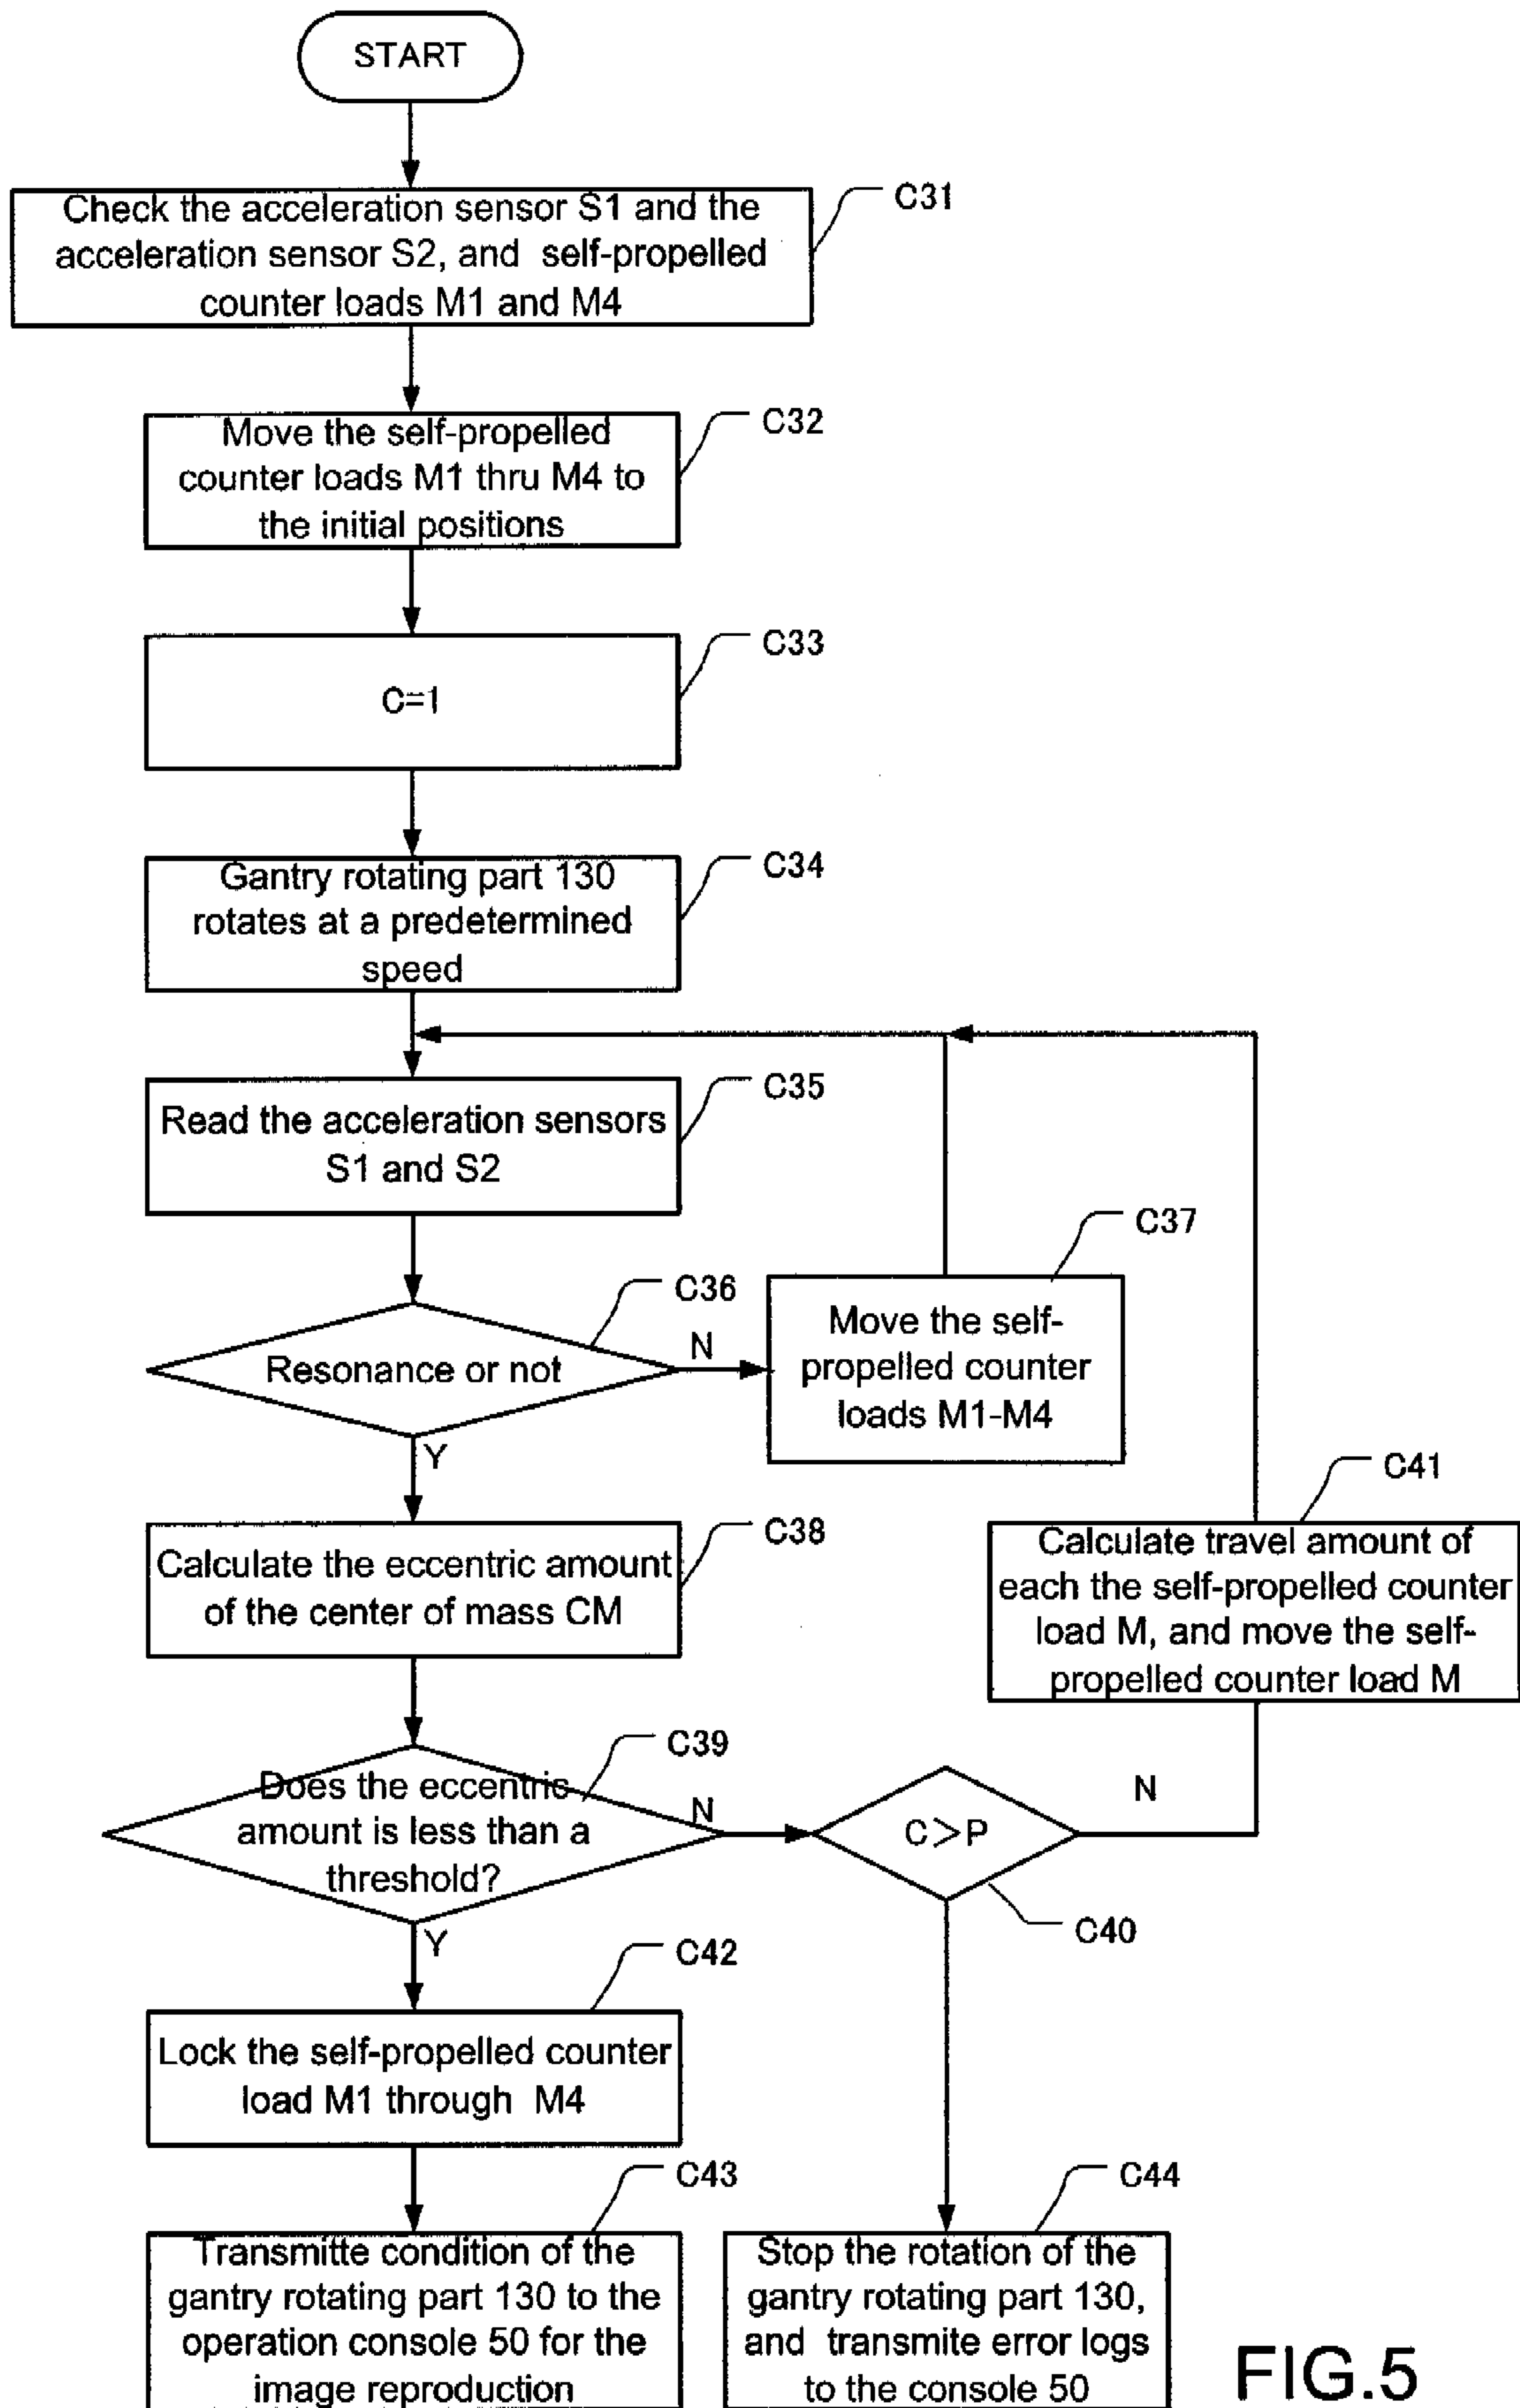 START
C31
Check the acceleration sensor S1 and the
acceleration sensor S2, and self-propelled
counter loads M1 and M4
C32
Move the self-propelled
counter loads M1 thru M4 to
the initial positions
C33
C=1
C34
Gantry rotating part 130
rotates at a predetermined
speed
C35
Read the acceleration sensors
S1 and S2
C36
Resonance or not
N
C37
Move the self-
propelled counter
loads M1-M4
Y
C38
Calculate the eccentric amount
of the center of mass CM
C41
Calculate travel amount of
each the self-propelled counter
load M, and move the self-
propelled counter load M
C39
Does the eccentric
amount is less than a
threshold?
N
C>P
N
C40
Y
C42
Lock the self-propelled counter
load M1 through M4
C43
Transmitte condition of the
gantry rotating part 130 to the
operation console 50 for the
image reproduction
C44
Stop the rotation of the
gantry rotating part 130,
and transmite error logs
to the console 50
FIG.5